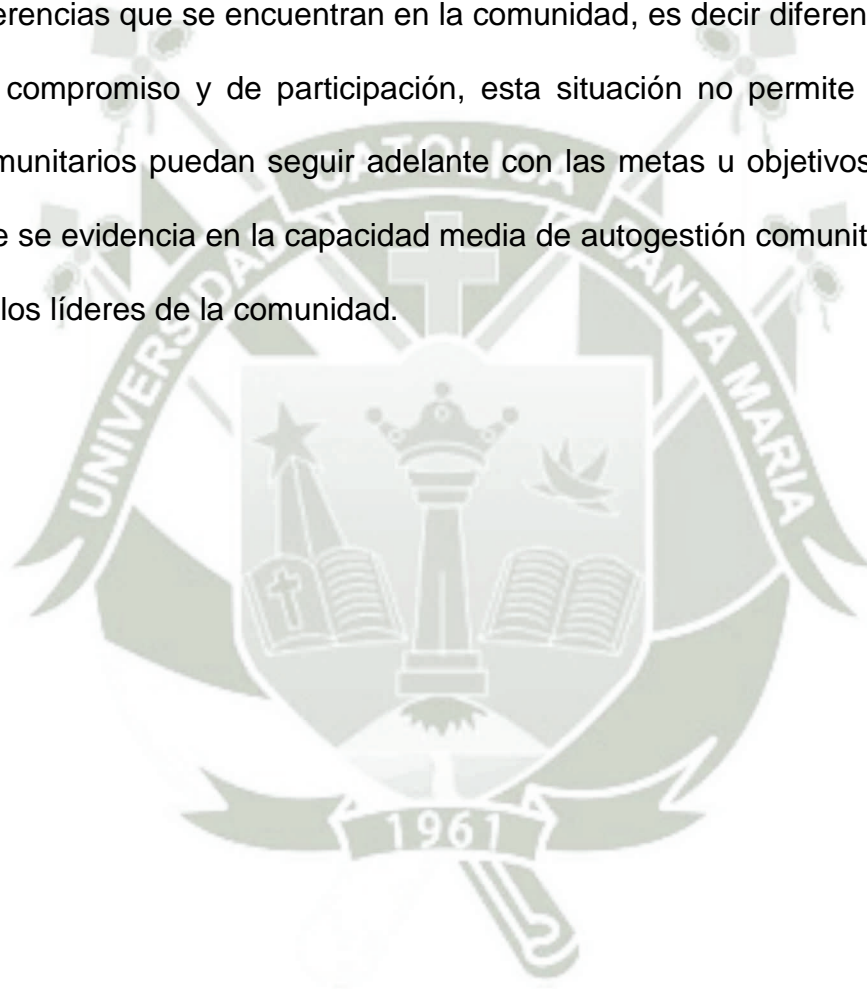 erencias que se encuentran en la comunidad, es decir diferen
compromiso y de participación, esta situación no permite
munitarios puedan seguir adelante con las metas u objetivos
e se evidencia en la capacidad media de autogestión comunit
los líderes de la comunidad.
UNIVERSIDAD CATOLICA SANTA MARIA
1961